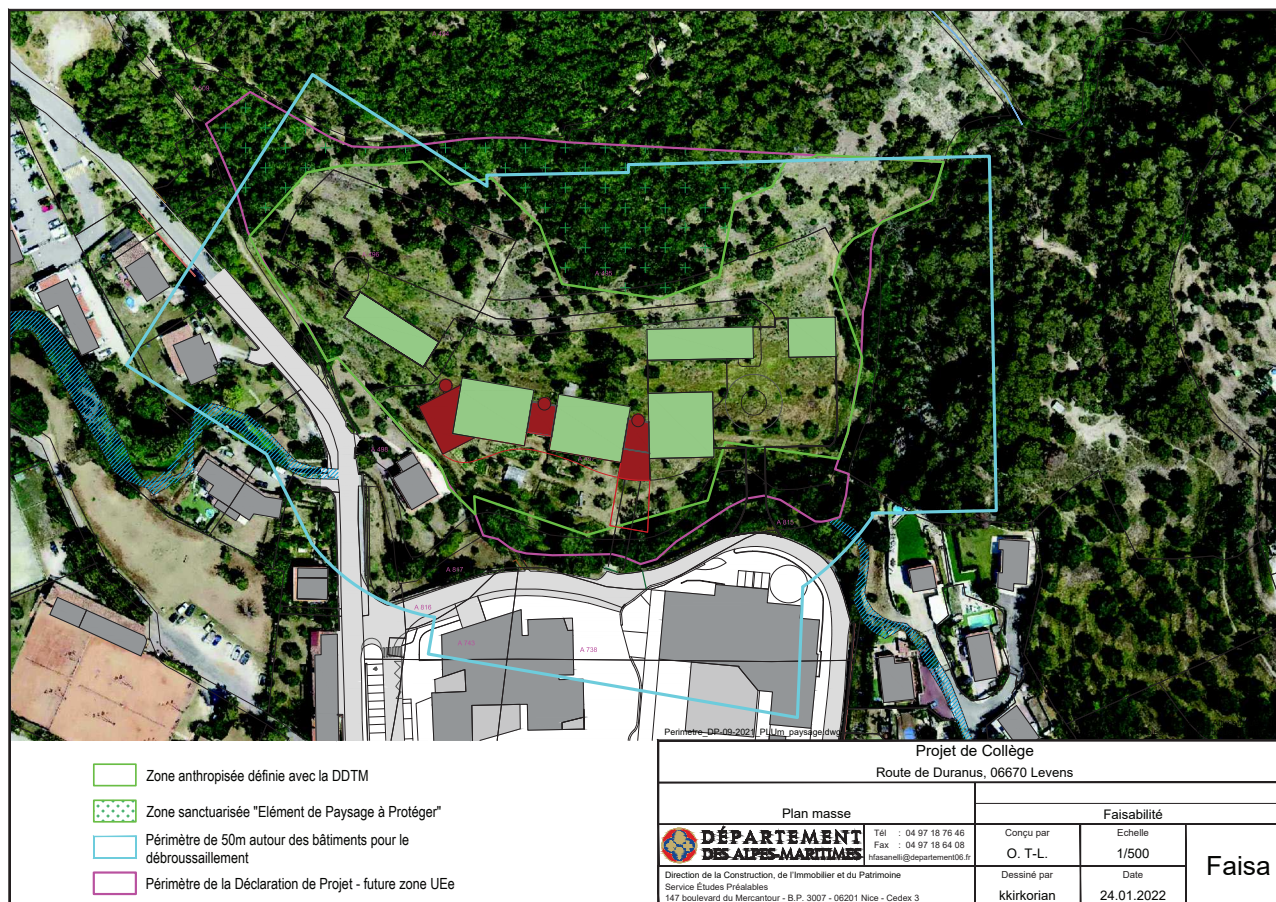 A 847
A 816
A 738
A 815
Perimetre_DP-09-2021_PLUm_paysage.dwg
Zone anthropisée définie avec la DDTM
Zone sanctuarisée "Elément de Paysage à Protéger"
Périmètre de 50m autour des bâtiments pour le
débroussaillement
Périmètre de la Déclaration de Projet - future zone UEe
Projet de Collège
Route de Duranus, 06670 Levens
Plan masse
Faisabilité
DÉPARTEMENT
DES ALPES-MARITIMES
Tél : 04 97 18 76 46
Fax : 04 97 18 64 08
hfasanelli@departement06.fr
Conçu par
O. T-L.
Echelle
1/500
Direction de la Construction, de l'Immobilier et du Patrimoine
Service Études Préalables
147 boulevard du Mercantour - B.P. 3007 - 06201 Nice - Cedex 3
Dessiné par
kkirkorian
Date
24.01.2022
Faisa